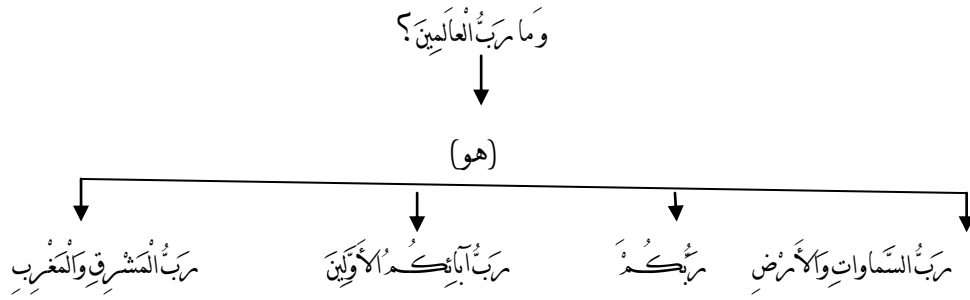 وَما رَبُّ الْعالَمِينَ؟
(هو)
رَبُّ السَّماواتِ وَالأَرْضِ
رَبُّكُمْ
رَبُّ آبائِكُمُ الأَوَّلِينَ
رَبُّ الْمَشْرِقِ وَالْمَغْرِبِ